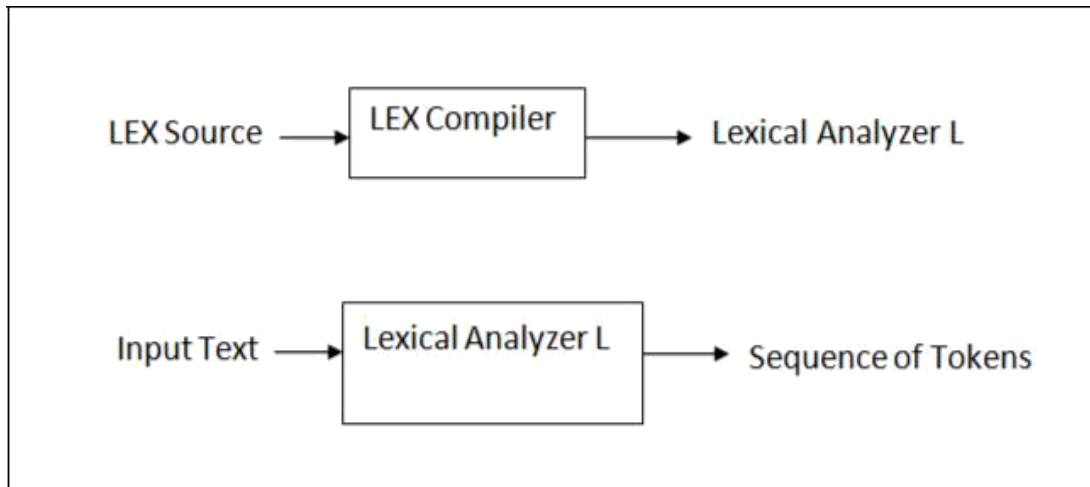 LEX Source
LEX Compiler
Lexical Analyzer L
Input Text
Lexical Analyzer L
Sequence of Tokens